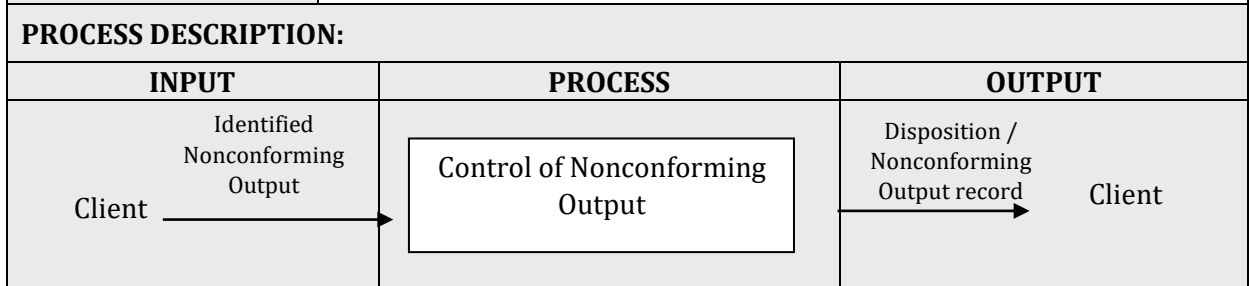 PROCESS DESCRIPTION:
INPUT
PROCESS
OUTPUT
Identified
Nonconforming
Output
Client
Control of Nonconforming
Output
Disposition /
Nonconforming
Output record
Client